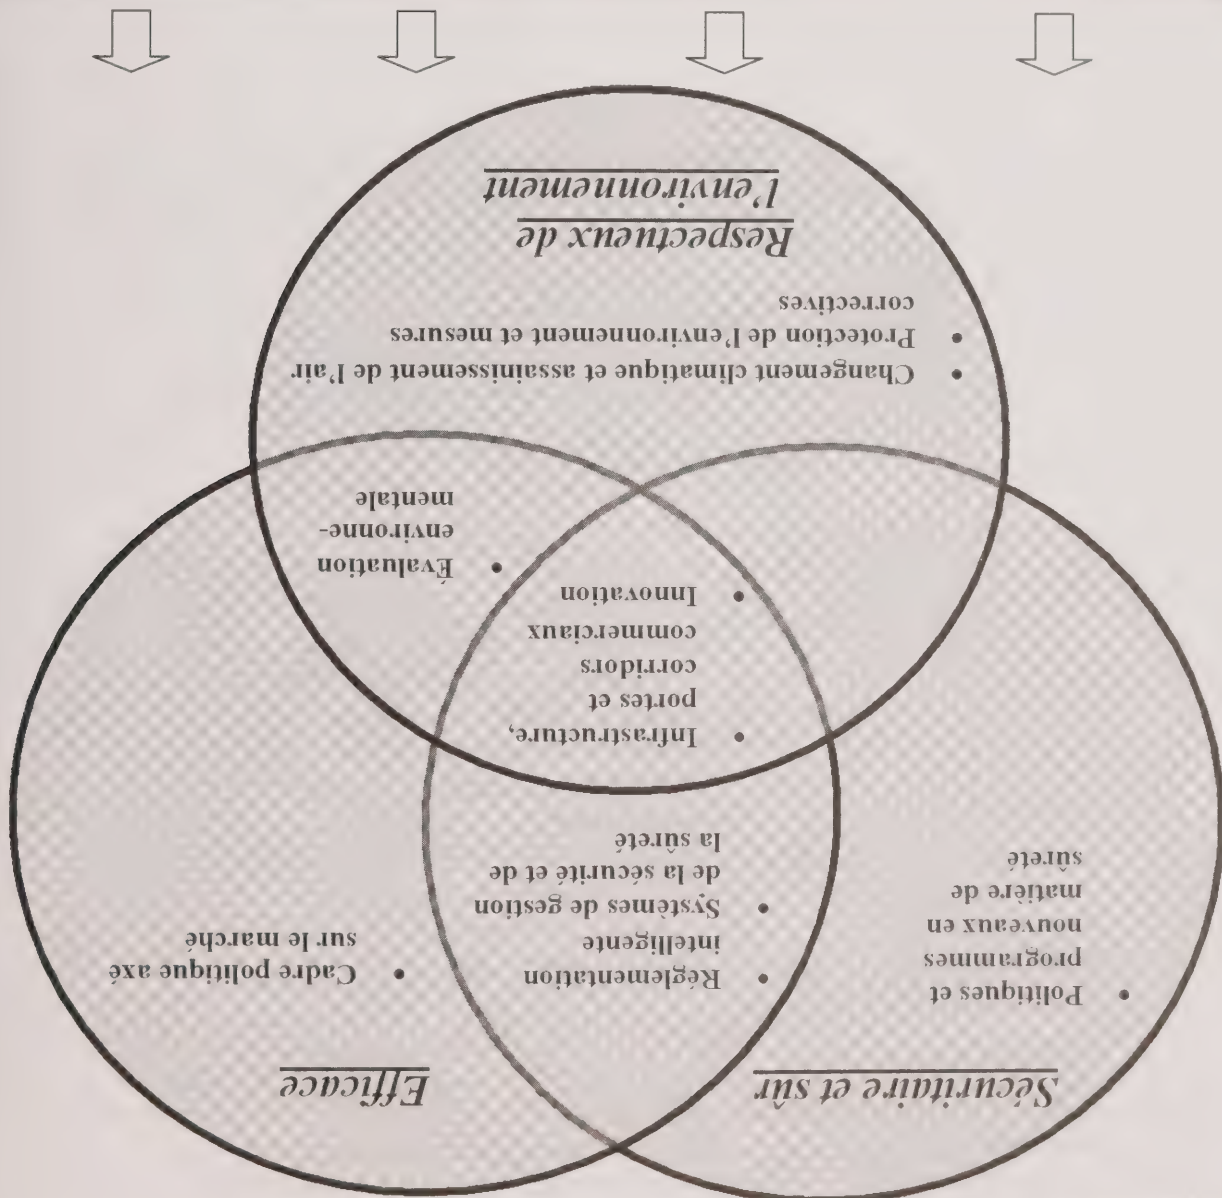 Sécuritaire et sûr
• Politiques et
programmes
nouveaux en
matière de
sûreté
• Réglementation
intelligente
• Systèmes de gestion
de la sécurité et de
la sûreté
Efficace
• Cadre politique axé
sur le marché
• Infrastructure,
portes et
corridors
commerciaux
• Innovation
• Évaluation
environne-
mentale
• Changement climatique et assainissement de l'air
• Protection de l'environnement et mesures
correctives
Respectueux de
l'environnement